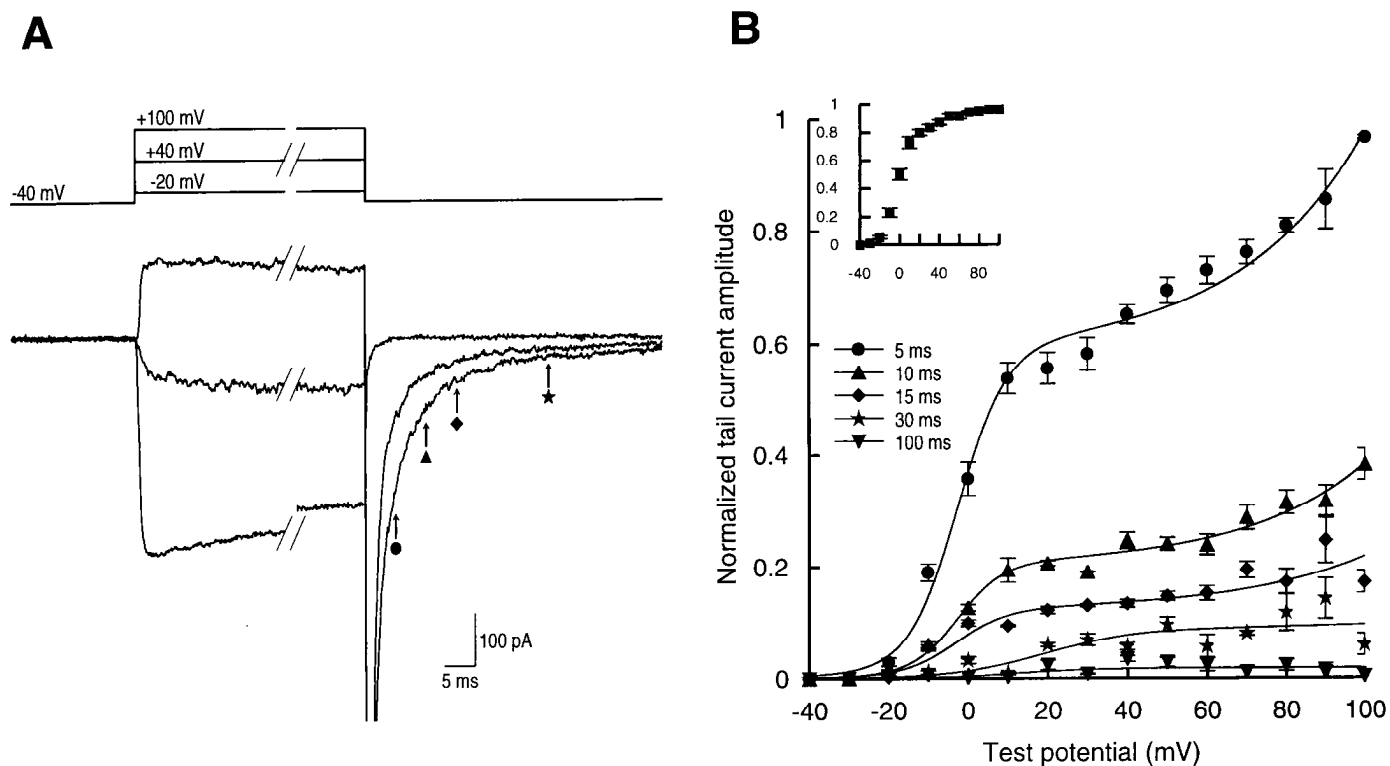 A
+100 mV
+40 mV
-20 mV
-40 mV
100 pA
5 ms
B
Normalized tail current amplitude
1
0.8
0.6
0.4
0.2
0
1
0.8
0.6
0.4
0.2
0
-40 0 40 80
5 ms
10 ms
15 ms
30 ms
100 ms
-40 -20 0 20 40 60 80 100
Test potential (mV)